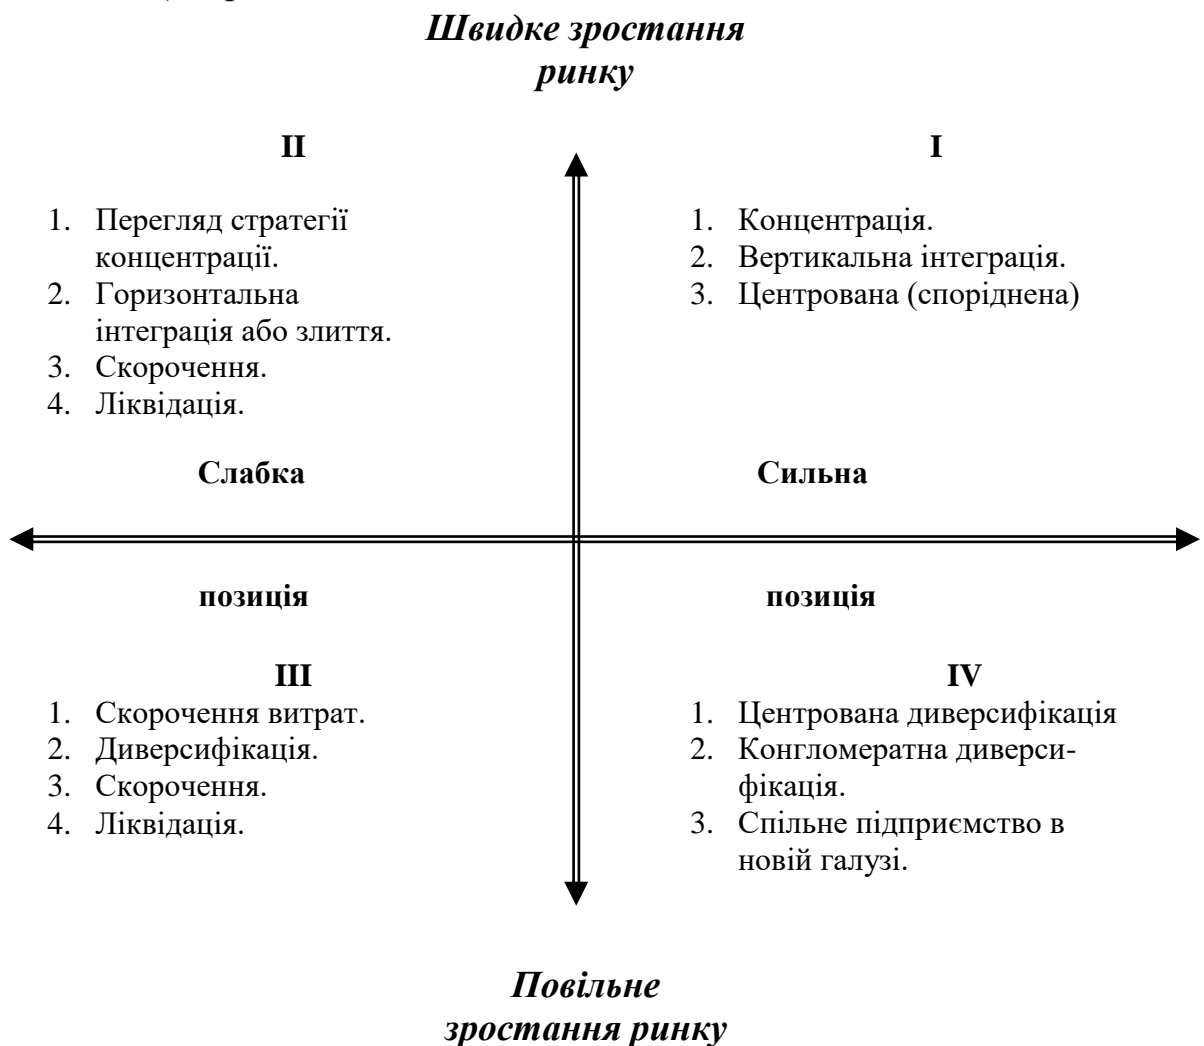 Швидке зростання
ринку
II
1. Перегляд стратегії
концентрації.
2. Горизонтальна
інтеграція або злиття.
3. Скорочення.
4. Ліквідація.
I
1. Концентрація.
2. Вертикальна інтеграція.
3. Центрована (споріднена)
Слабка
Сильна
позиція
позиція
III
1. Скорочення витрат.
2. Диверсифікація.
3. Скорочення.
4. Ліквідація.
IV
1. Центрована диверсифікація
2. Конгломератна диверси-
фікація.
3. Спільне підприємство в
новій галузі.
Повільне
зростання ринку